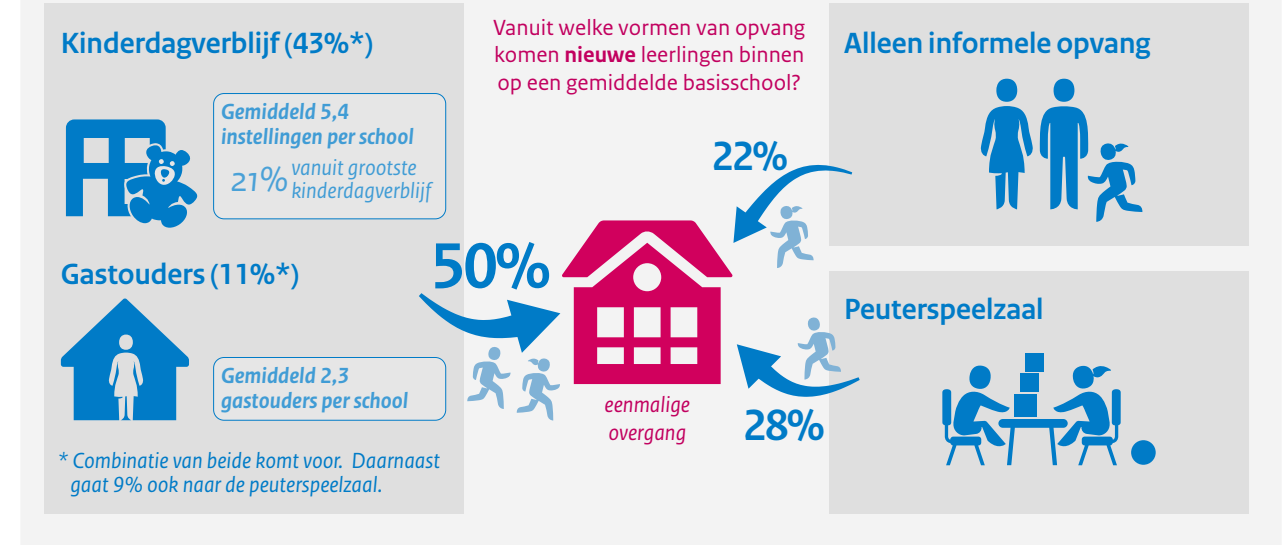 Kinderdagverblijf (43%*)
Gemiddeld 5,4
instellingen per school
21% vanuit grootste
kinderdagverblijf
Gastouders (11%*)
Gemiddeld 2,3
gastouders per school
* Combinatie van beide komt voor. Daarnaast
gaat 9% ook naar de peuterspeelzaal.
50%
Vanuit welke vormen van opvang
komen nieuwe leerlingen binnen
op een gemiddelde basisschool?
eenmalige
overgang
22%
28%
Alleen informele opvang
Peuterspeelzaal